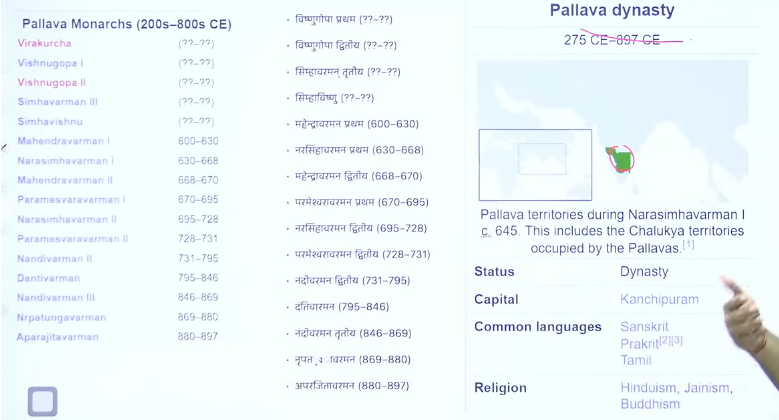 Pallava Monarchs (200s–800s CE)
Virakurcha (??–??)
Vishnugopa I (??–??)
Vishnugopa II (??–??)
Simhavarman III (??–??)
Simhavishnu (??–??)
Mahendravarman I 600–630
Narasimhavarman I 630–668
Mahendravarman II 668–670
Paramesvaravarman I 670–695
Narasimhavarman II 695–728
Paramesvaravarman II 728–731
Nandivarman II 731–795
Dantivarman 795–846
Nandivarman III 846–869
Nrpatungavarman 869–880
Aparajitavarman 880–897
• विष्णुगोपा प्रथम (??–??)
• विष्णुगोपा द्वितीय (??–??)
• सिम्हावरमन् तृतीय (??–??)
• सिम्हाविष्णु (??–??)
• महेन्द्रावरमन प्रथम (600–630)
• नरसिंहावरमन प्रथम (630–668)
• महेन्द्रावरमन द्वितीय (668–670)
• परमेश्वरावरमन प्रथम (670–695)
• नरसिंहावरमन द्वितीय (695–728)
• परमेश्वरावरमन द्वितीय (728–731)
• नंदीवरमन द्वितीय (731–795)
• दंतिवारमन (795–846)
• नंदीवरमन तृतीय (846–869)
• (869–880)
• अपरजितावरमन (880–897)
Pallava dynasty
275 CE–897 CE
Pallava territories during Narasimhavarman I
c. 645. This includes the Chalukya territories
occupied by the Pallavas.[1]
Status Dynasty
Capital Kanchipuram
Common languages Sanskrit
Prakrit[2][3]
Tamil
Religion Hinduism, Jainism,
Buddhism